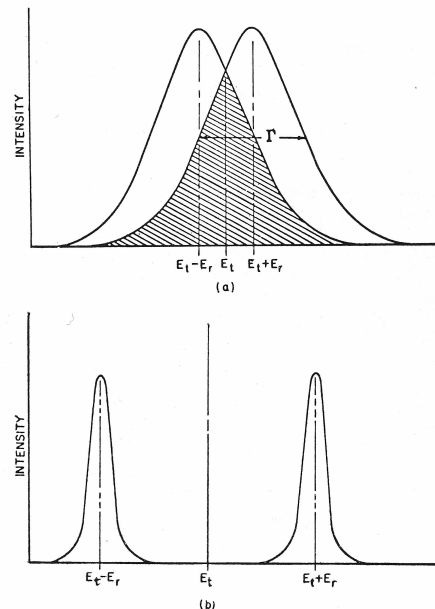 INTENSITY
Γ
Eₜ–Eᵣ Eₜ Eₜ+Eᵣ
(a)
INTENSITY
Eₜ–Eᵣ Eₜ Eₜ+Eᵣ
(b)